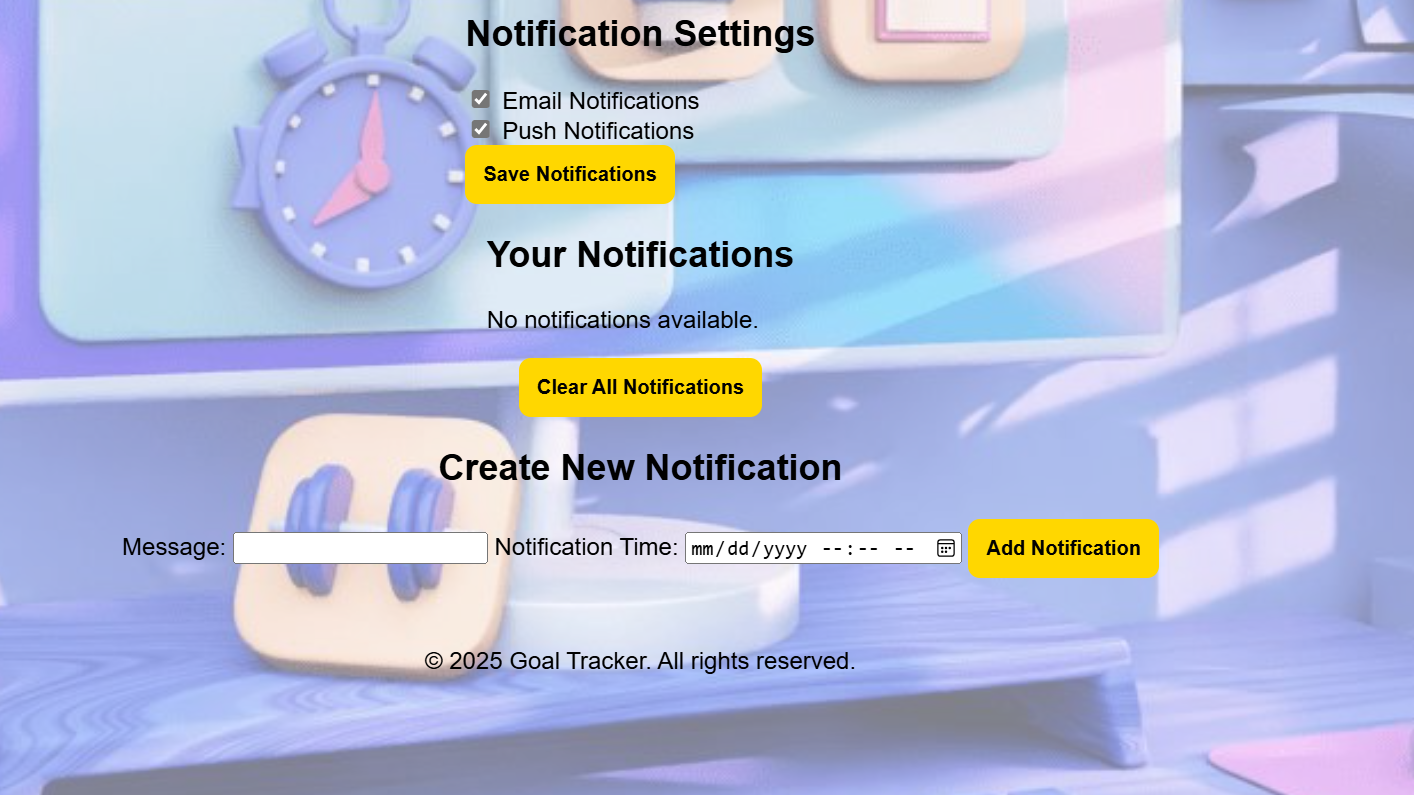 Notification Settings
Email Notifications
Push Notifications
Save Notifications
Your Notifications
No notifications available.
Clear All Notifications
Create New Notification
Message: Notification Time: mm/dd/yyyy --:-- -- Add Notification
© 2025 Goal Tracker. All rights reserved.